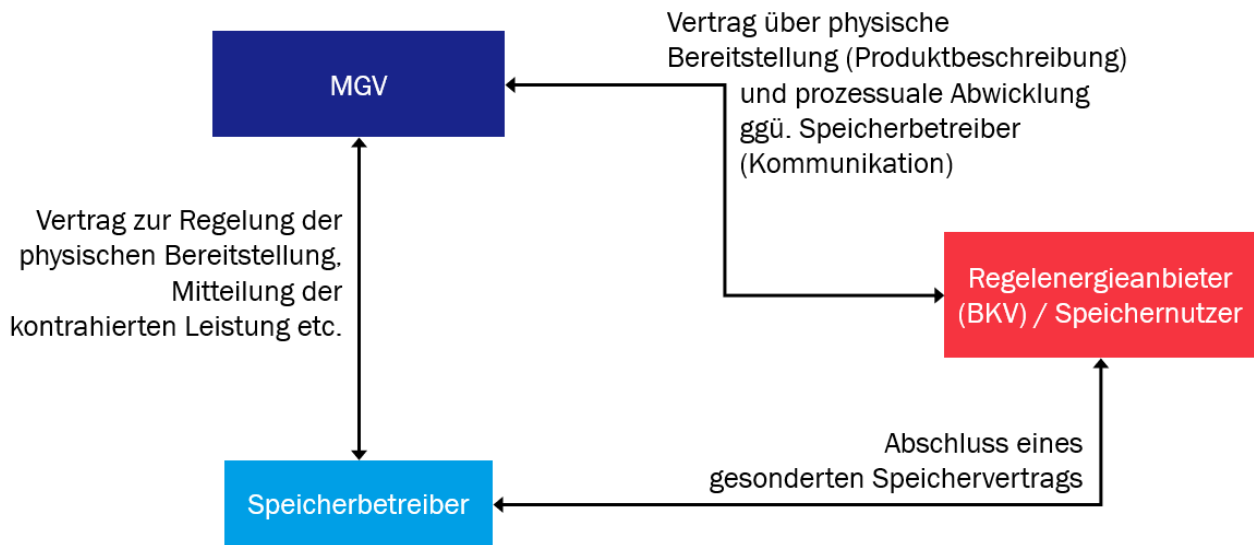 Vertrag über physische
Bereitstellung (Produktbeschreibung)
und prozessuale Abwicklung
ggü. Speicherbetreiber
(Kommunikation)
MGV
Vertrag zur Regelung der
physischen Bereitstellung,
Mitteilung der
kontrahierten Leistung etc.
Regelenergieanbieter
(BKV) / Speichernutzer
Abschluss eines
gesonderten Speichervertrags
Speicherbetreiber